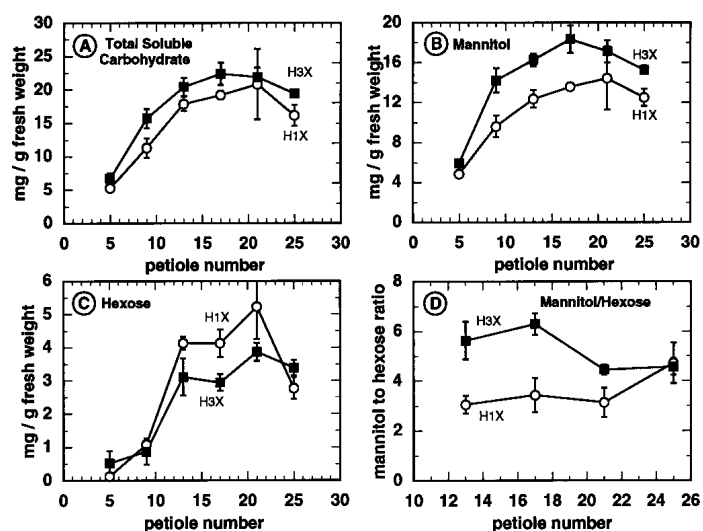 A Total Soluble
Carbohydrate
H3X
H1X
mg / g fresh weight
30
25
20
15
10
5
0
0 5 10 15 20 25 30
petiole number
B Mannitol
H3X
H1X
mg / g fresh weight
20
16
12
8
4
0
0 5 10 15 20 25 30
petiole number
C Hexose
H1X
H3X
mg / g fresh weight
6
5
4
3
2
1
0
0 5 10 15 20 25 30
petiole number
D Mannitol/Hexose
H3X
H1X
mannitol to hexose ratio
8
6
4
2
0
10 12 14 16 18 20 22 24 26
petiole number